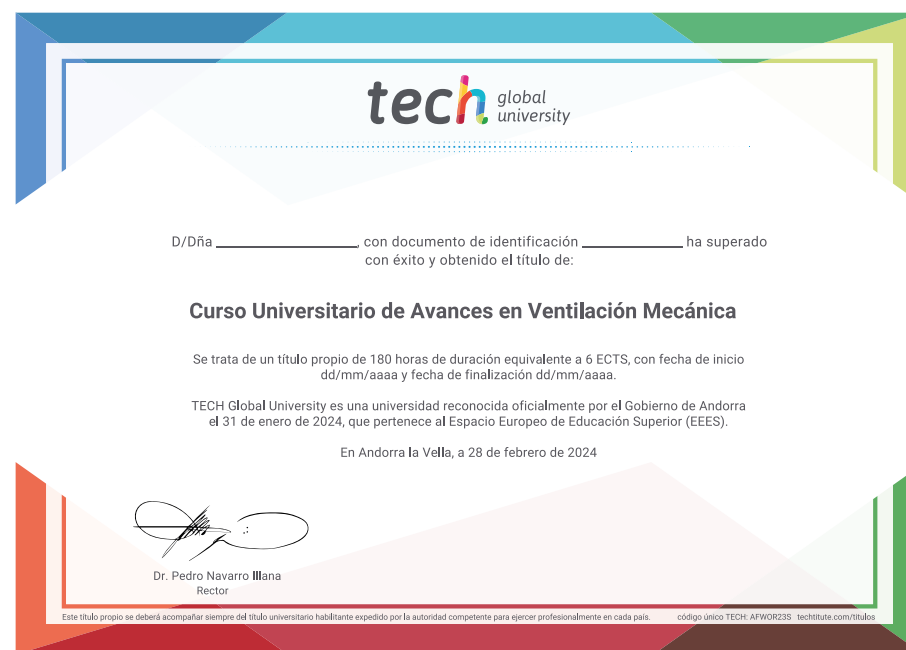 tech global university
D/Dña __________________, con documento de identificación _____________ ha superado
con éxito y obtenido el título de:
Curso Universitario de Avances en Ventilación Mecánica
Se trata de un título propio de 180 horas de duración equivalente a 6 ECTS, con fecha de inicio
dd/mm/aaaa y fecha de finalización dd/mm/aaaa.
TECH Global University es una universidad reconocida oficialmente por el Gobierno de Andorra
el 31 de enero de 2024, que pertenece al Espacio Europeo de Educación Superior (EEES).
En Andorra la Vella, a 28 de febrero de 2024
Dr. Pedro Navarro Illana
Rector
Este título propio se deberá acompañar siempre del título universitario habilitante expedido por la autoridad competente para ejercer profesionalmente en cada país. código único TECH: AFWOR23S techtitute.com/titulos